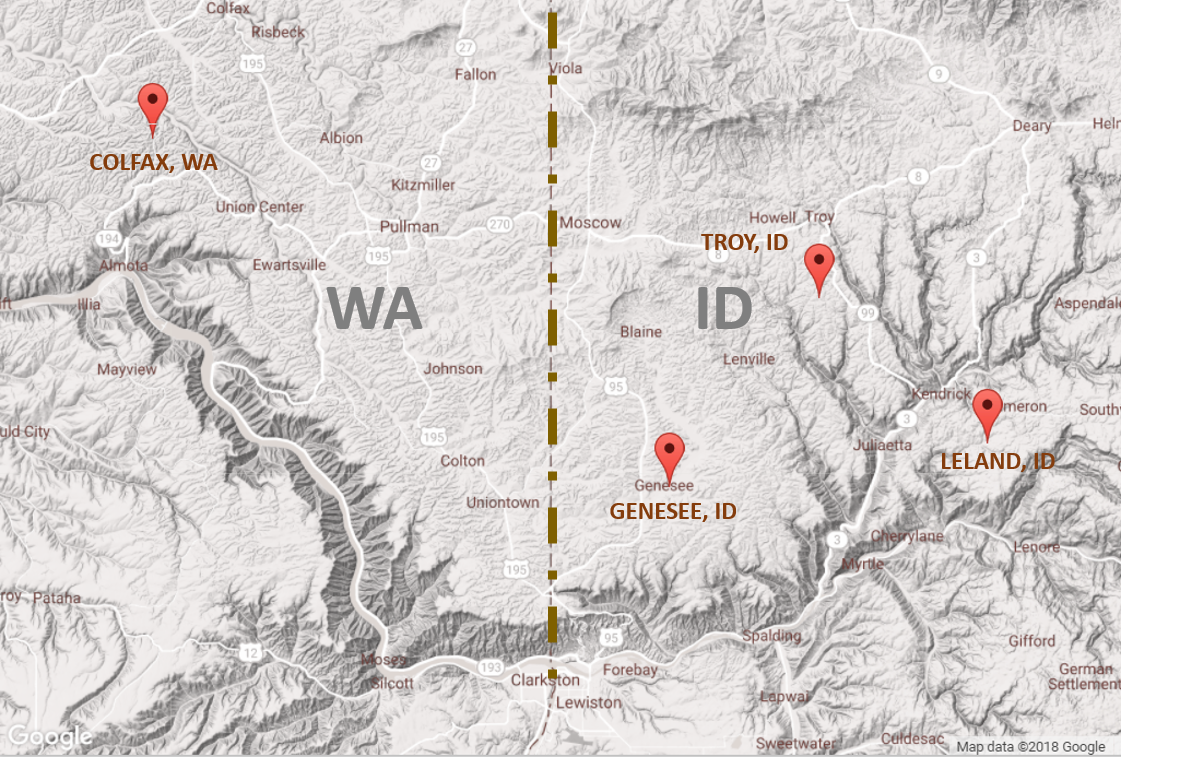 Colfax
Risbeck
27
195
Fallon
Viola
9
Deary
Albion
27
COLFAX, WA
8
Kitzmiller
Union Center
Howell
Troy
Pullman
270
Moscow
194
TROY, ID
195
8
Almota
Ewartsville
3
WA
ID
Illia
Aspendale
99
Blaine
Mayview
Johnson
Lenville
95
Kendrick
meron
3
195
Juliaetta
Colton
LELAND, ID
Genesee
Uniontown
GENESEE, ID
3
Cherrylane
Lenore
Myrtle
195
Pataha
95
Spalding
Gifford
12
Moses
193
Forebay
German
Settlement
Clarkston
Silcott
Lapwai
Lewiston
Google
Sweetwater
Culdesac
Map data ©2018 Google